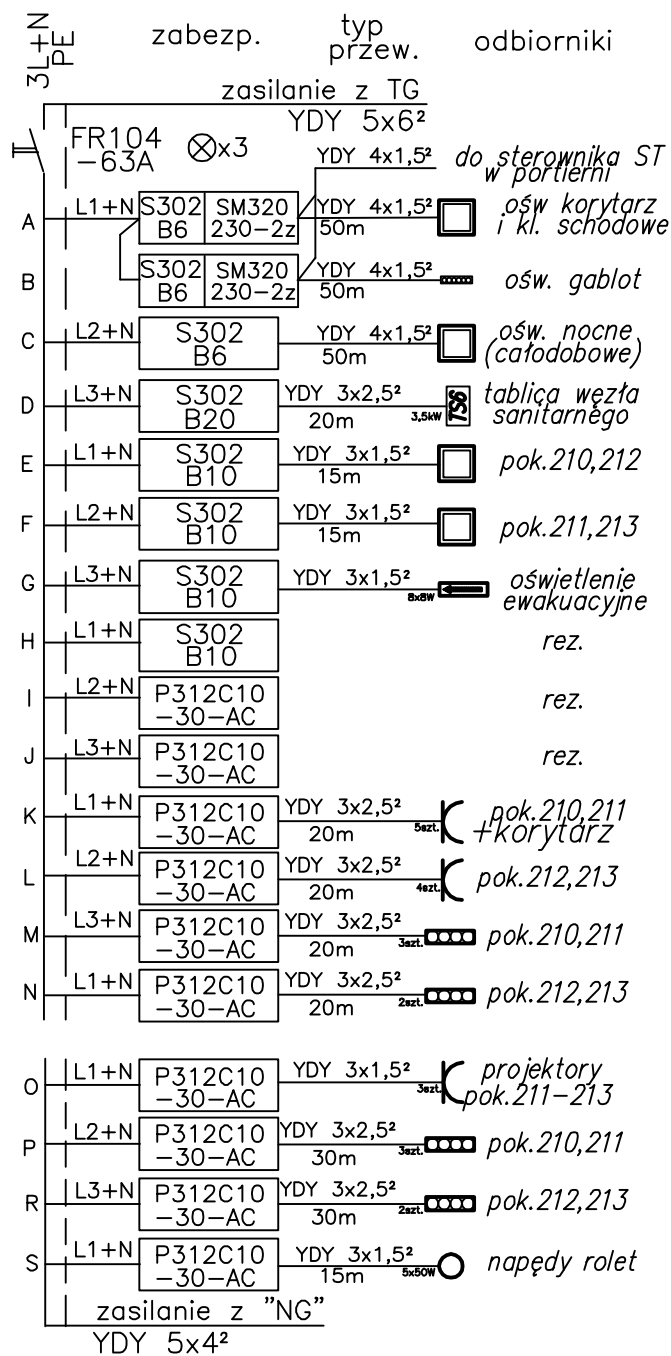 3L+N
PE
zabezp.
typ
przew.
odbiorniki
zasilanie z TG
YDY 5x6²
FR104
-63A
x3
YDY 4x1,5²
do sterownika ST
w portierni
A
L1+N
S302
B6
SM320
230-2z
YDY 4x1,5²
50m
ośw korytarz
i kl. schodowe
B
S302
B6
SM320
230-2z
YDY 4x1,5²
50m
ośw. gablot
C
L2+N
S302
B6
YDY 4x1,5²
50m
ośw. nocne
(całodobowe)
D
L3+N
S302
B20
YDY 3x2,5²
20m
3,5kW
TS6
tablica węzła
sanitarnego
E
L1+N
S302
B10
YDY 3x1,5²
15m
pok.210,212
F
L2+N
S302
B10
YDY 3x1,5²
15m
pok.211,213
G
L3+N
S302
B10
YDY 3x1,5²
8x8W
oświetlenie
ewakuacyjne
H
L1+N
S302
B10
rez.
I
L2+N
P312C10
-30-AC
rez.
J
L3+N
P312C10
-30-AC
rez.
K
L1+N
P312C10
-30-AC
YDY 3x2,5²
20m
5szt.
pok.210,211
+korytarz
L
L2+N
P312C10
-30-AC
YDY 3x2,5²
20m
4szt.
pok.212,213
M
L3+N
P312C10
-30-AC
YDY 3x2,5²
20m
3szt.
pok.210,211
N
L1+N
P312C10
-30-AC
YDY 3x2,5²
20m
2szt.
pok.212,213
O
L1+N
P312C10
-30-AC
YDY 3x1,5²
3szt.
projektory
pok.211-213
P
L2+N
P312C10
-30-AC
YDY 3x2,5²
30m
3szt.
pok.210,211
R
L3+N
P312C10
-30-AC
YDY 3x2,5²
30m
2szt.
pok.212,213
S
L1+N
P312C10
-30-AC
YDY 3x1,5²
15m
5x50W
napędy rolet
zasilanie z "NG"
YDY 5x4²